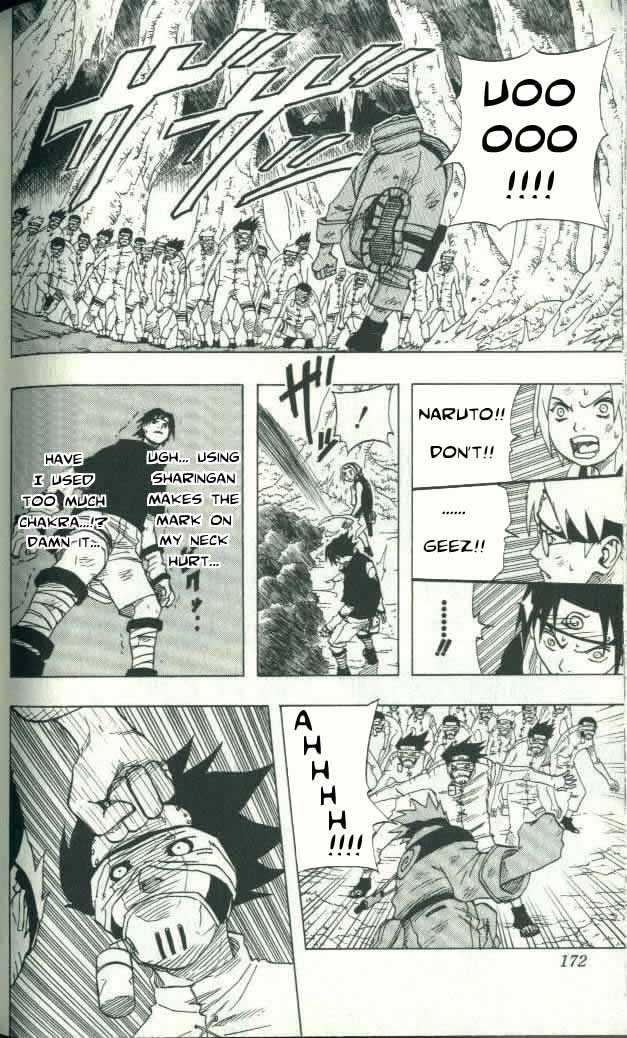 UOO
OOO
!!!!
NARUTO!!
DON'T!!
......
GEEZ!!
......!!
!
UGH... USING
SHARINGAN
MAKES THE
MARK ON
MY NECK
HURT...
HAVE
I USED
TOO MUCH
CHAKRA...!?
DAMN IT...
AHHHH
!!!!
172